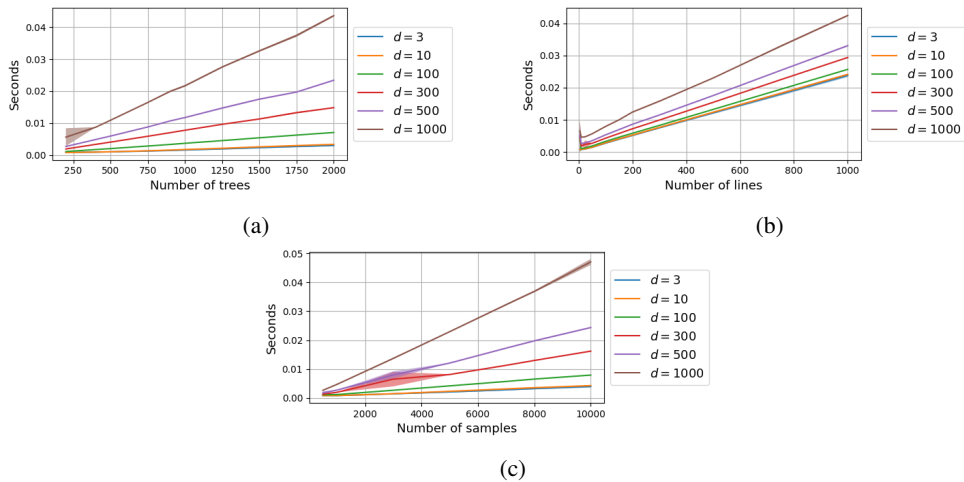 0.04
0.03
0.02
0.01
0.00
Seconds
250 500 750 1000 1250 1500 1750 2000
Number of trees
d = 3
d = 10
d = 100
d = 300
d = 500
d = 1000
(a)
0.04
0.03
0.02
0.01
0.00
Seconds
0 200 400 600 800 1000
Number of lines
d = 3
d = 10
d = 100
d = 300
d = 500
d = 1000
(b)
0.05
0.04
0.03
0.02
0.01
0.00
Seconds
2000 4000 6000 8000 10000
Number of samples
d = 3
d = 10
d = 100
d = 300
d = 500
d = 1000
(c)